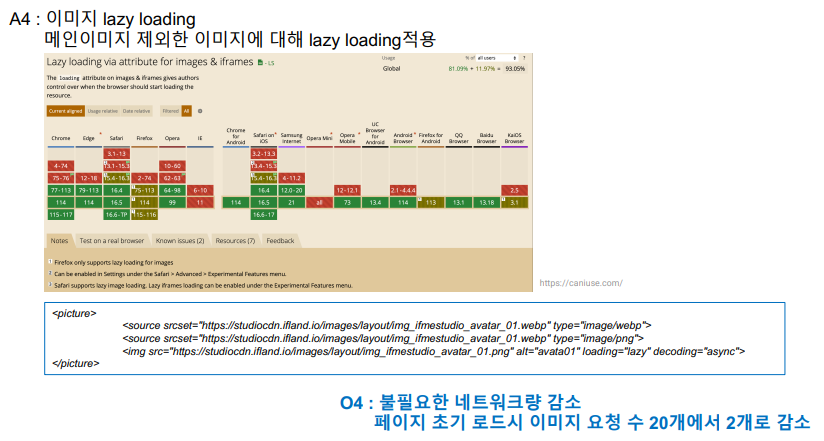 A4 : 이미지 lazy loading
메인이미지 제외한 이미지에 대해 lazy loading적용
Lazy loading via attribute for images & iframes - LS
Usage % of all users ?
Global 81.09% + 11.97% = 93.05%
The loading attribute on images & iframes gives authors
control over when the browser should start loading the
resource.
Current aligned Usage relative Date relative Filtered All
Chrome Edge Safari Firefox Opera IE Chrome for Android Safari on iOS Samsung Internet Opera Mini Opera Mobile UC Browser for Android Android Browser Firefox for Android QQ Browser Baidu Browser KaiOS Browser
3.1-13 3.2-13.3
4-74 13.1-15.3 10-60 13.4-15.3
75-76 12-18 15.4-16.3 2-74 62-63 15.4-16.3 4-11.2
77-113 79-113 16.4 75-113 64-98 6-10 16.4 12.0-20 12-12.1 2.1-4.4.4 2.5
114 114 16.5 114 99 11 114 16.5 21 all 73 13.4 114 113 13.1 13.18 3.1
115-117 16.6-TP 115-116 16.6-17
Notes Test on a real browser Known issues (2) Resources (7) Feedback
1 Firefox only supports lazy loading for images
2 Can be enabled in Settings under the Safari > Advanced > Experimental Features menu.
3 Safari supports lazy image loading. Lazy iframes loading can be enabled under the Experimental Features menu.
https://caniuse.com/
<picture>
<source srcset="https://studiocdn.ifland.io/images/layout/img_ifmestudio_avatar_01.webp" type="image/webp">
<source srcset="https://studiocdn.ifland.io/images/layout/img_ifmestudio_avatar_01.webp" type="image/png">
<img src="https://studiocdn.ifland.io/images/layout/img_ifmestudio_avatar_01.png" alt="avata01" loading="lazy" decoding="async">
</picture>
O4 : 불필요한 네트워크량 감소
페이지 초기 로드시 이미지 요청 수 20개에서 2개로 감소